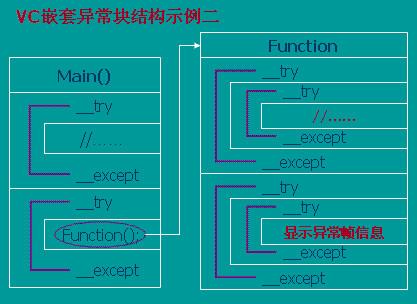 VC嵌套异常块结构示例二
Main()
__try
//......
__except
__try
Function();
__except
Function
__try
__try
//......
__except
__except
__try
__try
显示异常帧信息
__except
__except